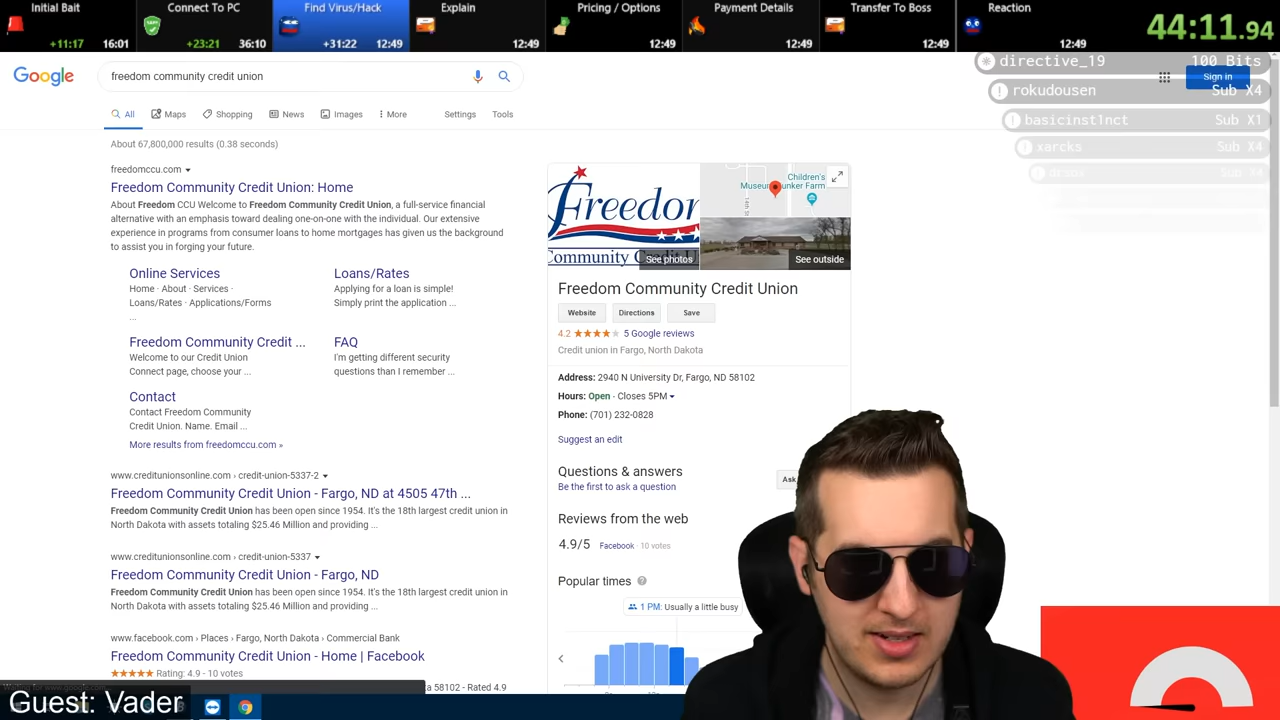 Initial Bait
+11:17 16:01
Connect To PC
+23:21 36:10
Find Virus/Hack
+31:22 12:49
Explain
12:49
Pricing / Options
12:49
Payment Details
12:49
Transfer To Boss
12:49
Reaction
12:49
44:11.94
directive_19 100 Bits
rokudousen Sub X4
basicinst1nct Sub X1
xarcks Sub X4
Google
freedom community credit union
Sign in
All Maps Shopping News Images More Settings Tools
About 67,800,000 results (0.38 seconds)
freedomccu.com
Freedom Community Credit Union: Home
About Freedom CCU Welcome to Freedom Community Credit Union, a full-service financial
alternative with an emphasis toward dealing one-on-one with the individual. Our extensive
experience in programs from consumer loans to home mortgages has given us the background
to assist you in forging your future.
Online Services
Home · About · Services ·
Loans/Rates · Applications/Forms
...
Loans/Rates
Applying for a loan is simple!
Simply print the application ...
Freedom Community Credit ...
Welcome to our Credit Union
Connect page, choose your ...
FAQ
I'm getting different security
questions than I remember ...
Contact
Contact Freedom Community
Credit Union. Name. Email ...
More results from freedomccu.com »
www.creditunionsonline.com › credit-union-5337-2
Freedom Community Credit Union - Fargo, ND at 4505 47th ...
Freedom Community Credit Union has been open since 1954. It's the 18th largest credit union in
North Dakota with assets totaling $25.46 Million and providing ...
www.creditunionsonline.com › credit-union-5337
Freedom Community Credit Union - Fargo, ND
Freedom Community Credit Union has been open since 1954. It's the 18th largest credit union in
North Dakota with assets totaling $25.46 Million and providing ...
www.facebook.com › Places › Fargo, North Dakota › Commercial Bank
Freedom Community Credit Union - Home | Facebook
Rating: 4.9 - 10 votes
58102 - Rated 4.9
Freedom
Community
See photos
Children's
See outside
Freedom Community Credit Union
Website Directions Save
4.2 5 Google reviews
Credit union in Fargo, North Dakota
Address: 2940 N University Dr, Fargo, ND 58102
Hours: Open · Closes 5PM
Phone: (701) 232-0828
Suggest an edit
Questions & answers
Be the first to ask a question
Ask
Reviews from the web
4.9/5 Facebook · 10 votes
Popular times
1 PM: Usually a little busy
Guest: Vader